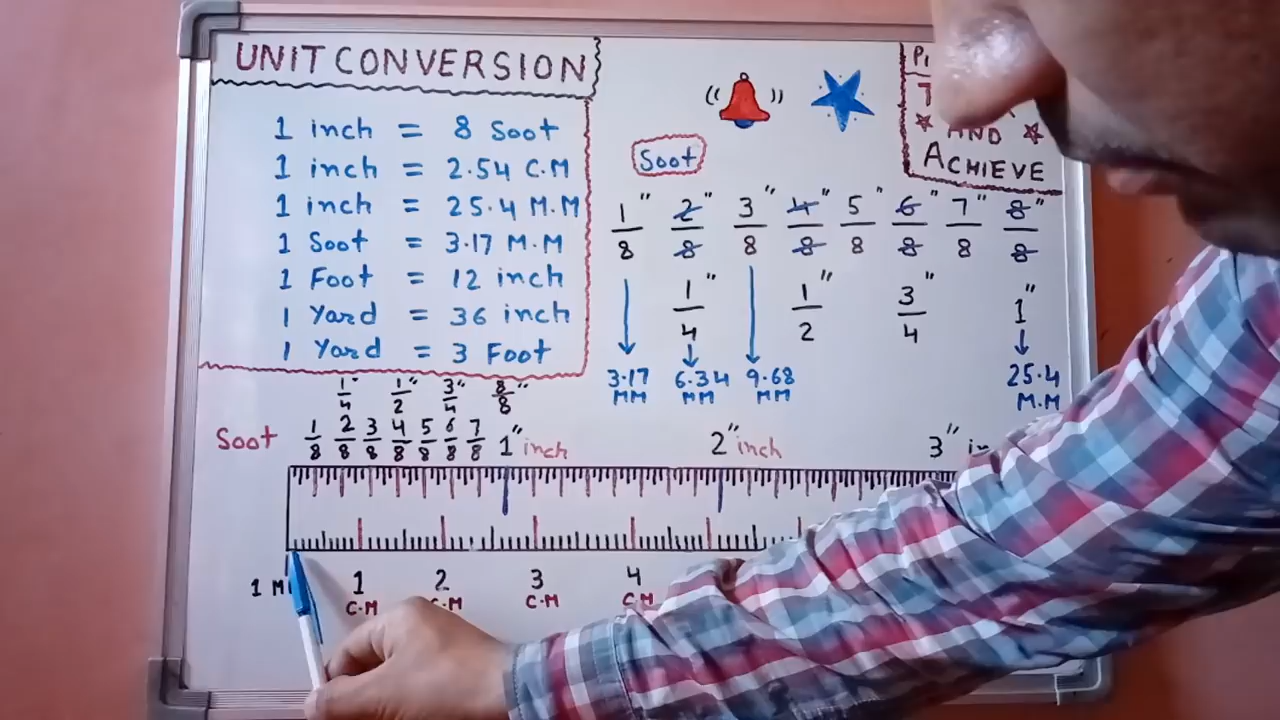 UNIT CONVERSION
1 inch = 8 Soot
1 inch = 2.54 C.M
1 inch = 25.4 M.M
1 Soot = 3.17 M.M
1 Foot = 12 inch
1 Yard = 36 inch
1 Yard = 3 Foot
AND
ACHIEVE
Soot
1/8" 2/8" 3/8" 4/8" 5/8" 6/8" 7/8" 8/8"
1/4" 1/2" 3/4" 1"
3.17 MM 6.34 MM 9.68 MM 25.4 M.M
1/4" 1/2" 3/4" 8/8"
Soot 1/8 2/8 3/8 4/8 5/8 6/8 7/8 1" inch 2" inch 3" in
1 M 1 C.M 2 C.M 3 C.M 4 C.M